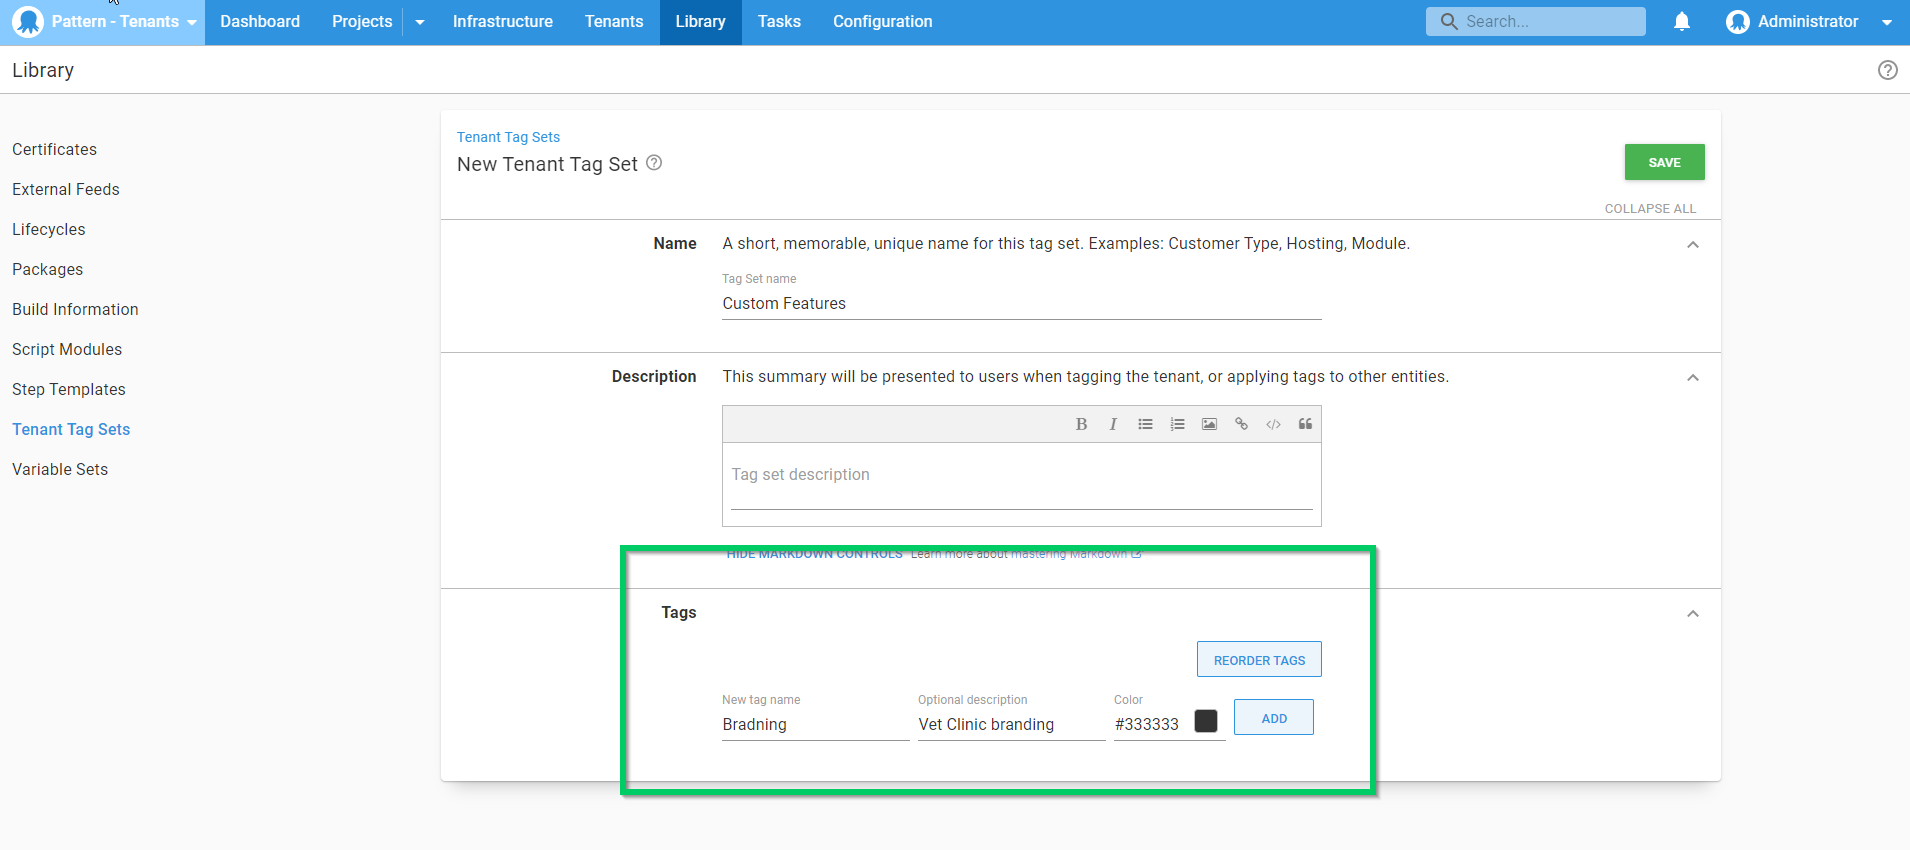 Pattern - Tenants Dashboard Projects Infrastructure Tenants Library Tasks Configuration Search... Administrator
Library
Certificates
External Feeds
Lifecycles
Packages
Build Information
Script Modules
Step Templates
Tenant Tag Sets
Variable Sets
Tenant Tag Sets
New Tenant Tag Set
SAVE
COLLAPSE ALL
Name A short, memorable, unique name for this tag set. Examples: Customer Type, Hosting, Module.
Tag Set name
Custom Features
Description This summary will be presented to users when tagging the tenant, or applying tags to other entities.
B I
Tag set description
HIDE MARKDOWN CONTROLS Learn more about mastering Markdown
Tags
REORDER TAGS
New tag name Optional description Color
Bradning Vet Clinic branding #333333 ADD